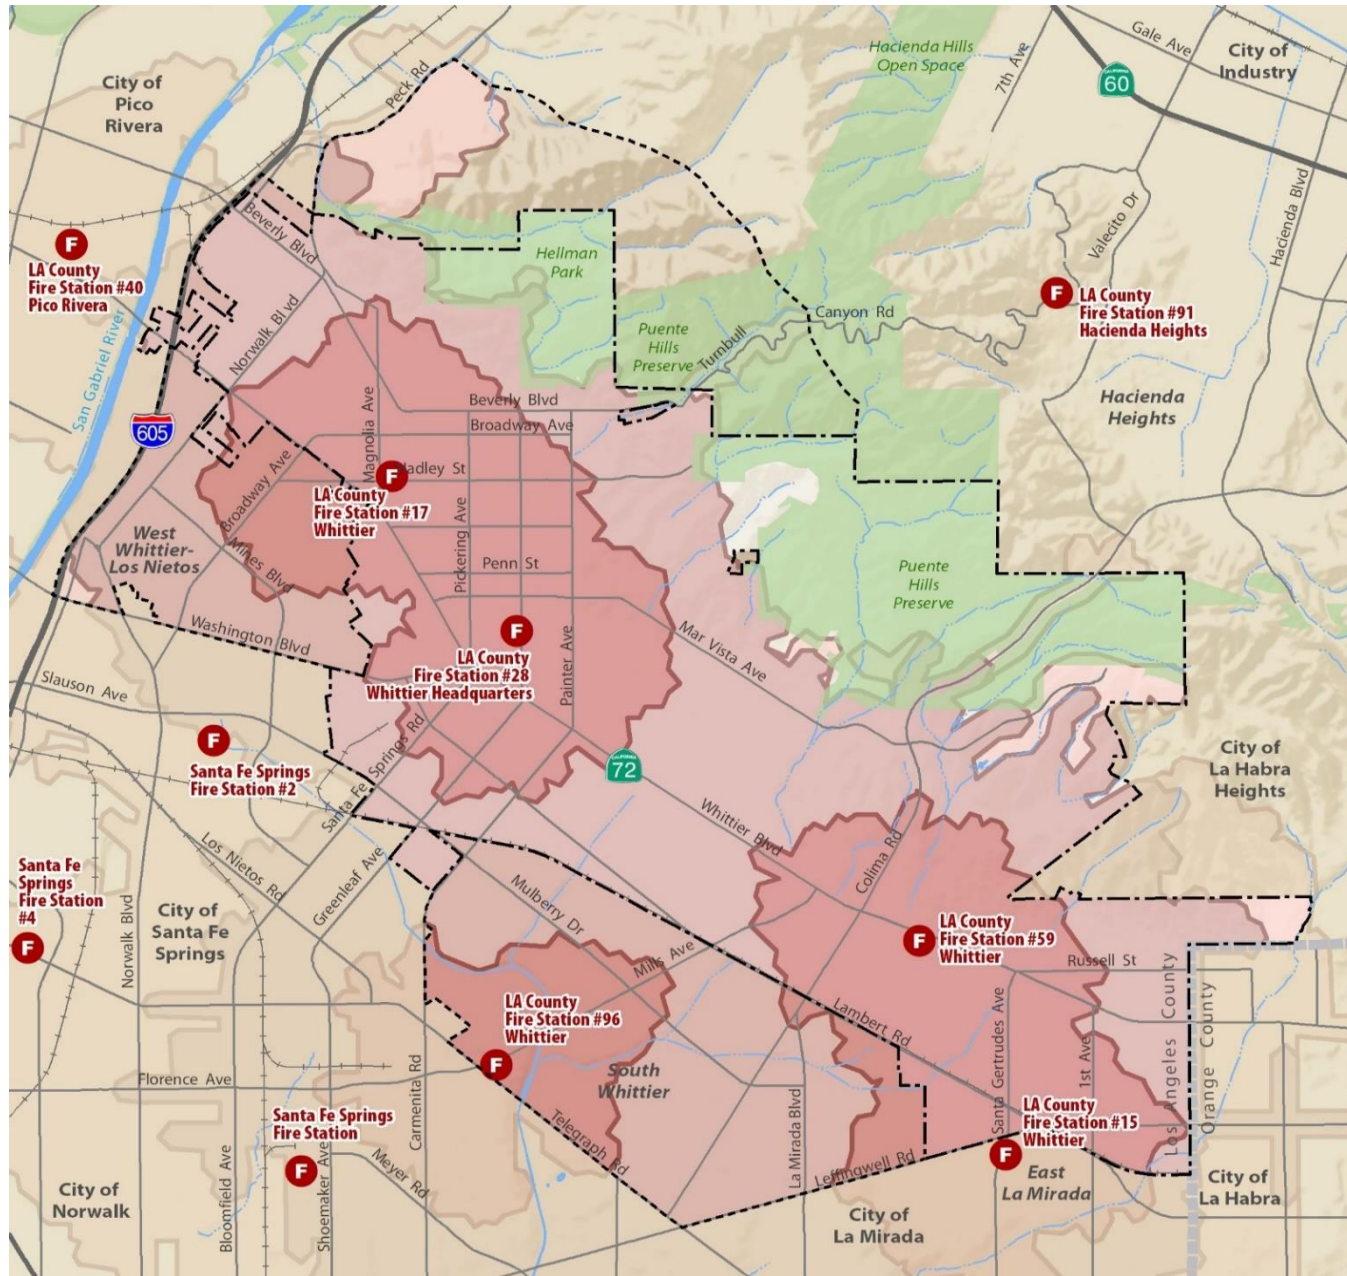 Hacienda Hills
Open Space
7th Ave
Gale Ave
City of
Industry
60
City of
Pico
Rivera
Peck Rd
Hacienda Blvd
Valecito Dr
Beverly Blvd
F
LA County
Fire Station #40
Pico Rivera
Hellman
Park
F
LA County
Fire Station #91
Hacienda Heights
Canyon Rd
Turnbull
Puente
Hills
Preserve
Norwalk Blvd
San Gabriel River
Hacienda
Heights
605
Magnolia Ave
Beverly Blvd
Broadway Ave
Broadway Ave
Hadley St
F
LA County
Fire Station #17
Whittier
Pickering Ave
West
Whittier-
Los Nietos
Mines Blvd
Penn St
Puente
Hills
Preserve
Washington Blvd
F
LA County
Fire Station #28
Whittier Headquarters
Painter Ave
Mar Vista Ave
Slauson Ave
F
Santa Fe Springs
Fire Station #2
Santa Fe Springs Rd
72
City of
La Habra
Heights
Whittier Blvd
Colima Rd
Los Nietos Rd
Greenleaf Ave
Santa Fe
Springs
Fire Station
#4
F
Norwalk Blvd
City of
Santa Fe
Springs
Mulberry Dr
Mills Ave
F
LA County
Fire Station #59
Whittier
Russell St
Los Angeles County
Orange County
LA County
Fire Station #96
Whittier
F
Lambert Rd
Santa Gertrudes Ave
1st Ave
South
Whittier
Florence Ave
Carmenita Rd
Telegraph Rd
La Mirada Blvd
Leffingwell Rd
LA County
Fire Station #15
Whittier
F
Santa Fe Springs
Fire Station
F
Bloomfield Ave
Shoemaker Ave
Meyer Rd
East
La Mirada
City of
Norwalk
City of
La Mirada
City of
La Habra